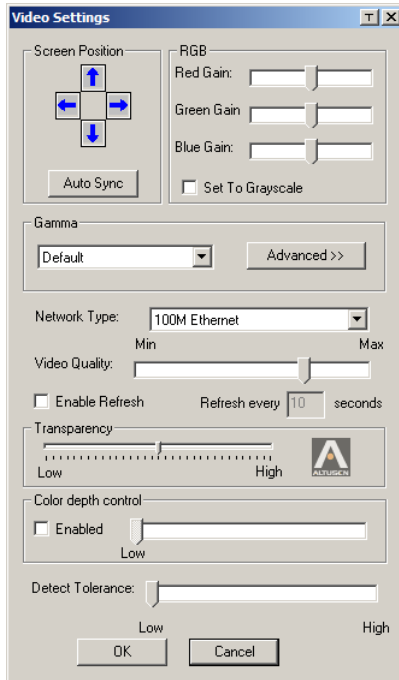 Video Settings
Screen Position
Auto Sync
RGB
Red Gain:
Green Gain
Blue Gain:
Set To Grayscale
Gamma
Default
Advanced >>
Network Type: 100M Ethernet
Min Max
Video Quality:
Enable Refresh Refresh every 10 seconds
Transparency
Low High
ALTUSEN
Color depth control
Enabled
Low
Detect Tolerance:
Low High
OK Cancel